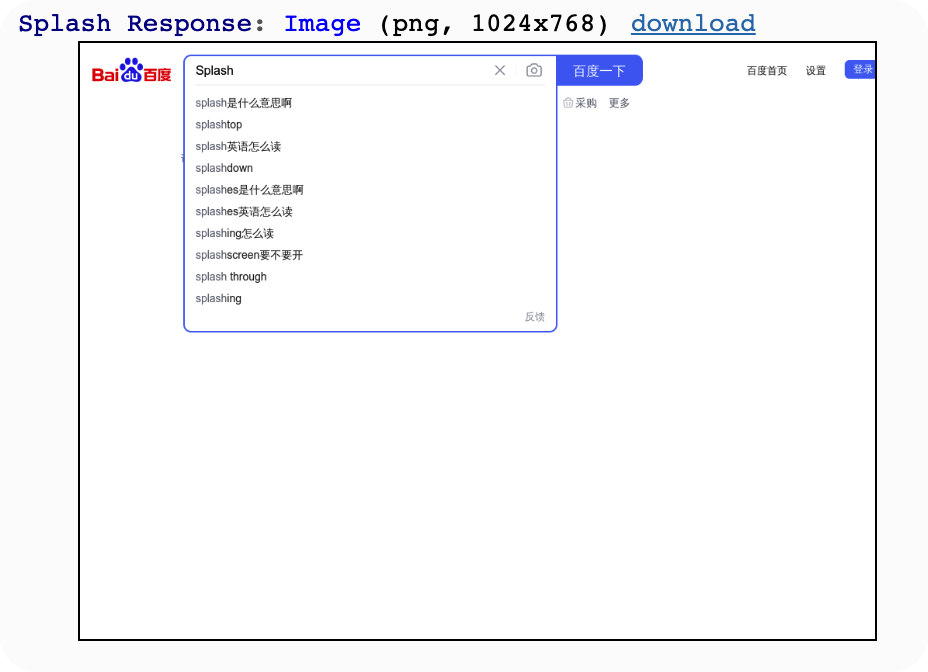 Splash Response: Image (png, 1024x768) download
Bai du 百度 Splash 百度一下 百度首页 设置 登录
splash是什么意思啊 采购 更多
splashtop
splash英语怎么读
splashdown
splashes是什么意思啊
splashes英语怎么读
splashing怎么读
splashscreen要不要开
splash through
splashing
反馈